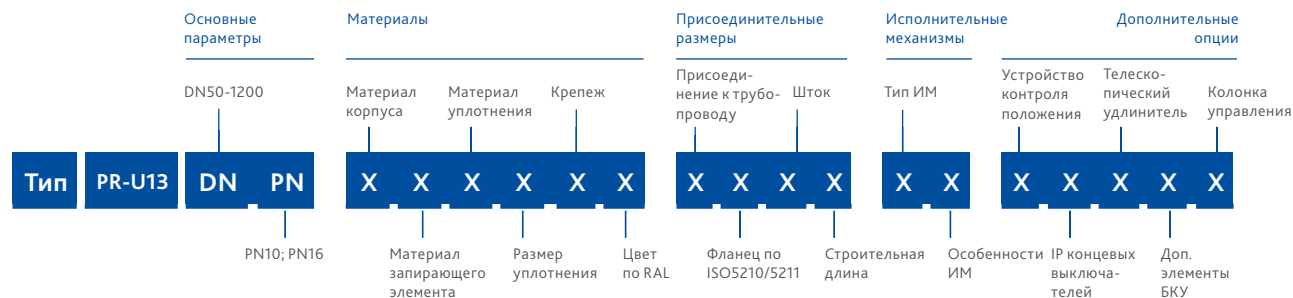 Основные
параметры
Материалы
Присоединительные
размеры
Исполнительные
механизмы
Дополнительные
опции
DN50-1200
Материал
корпуса
Материал
уплотнения
Крепеж
Присоеди-
нение к трубо-
проводу
Шток
Тип ИМ
Устройство
контроля
положения
Телеско-
пический
удлинитель
Колонка
управления
Тип PR-U13 DN PN X X X X X X X X X X X X X X X X X
PN10; PN16
Материал
запирающего
элемента
Размер
уплотнения
Цвет
по RAL
Фланец по
ISO5210/5211
Строительная
длина
Особенности
ИМ
IP концевых
выключа-
телей
Доп.
элементы
БКУ